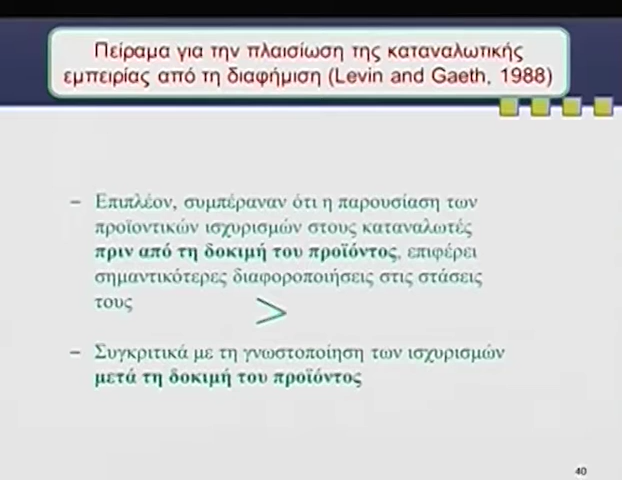 Πείραμα για την πλαισίωση της καταναλωτικής
εμπειρίας από τη διαφήμιση (Levin and Gaeth, 1988)
– Επιπλέον, συμπέραναν ότι η παρουσίαση των
προϊοντικών ισχυρισμών στους καταναλωτές
πριν από τη δοκιμή του προϊόντος, επιφέρει
σημαντικότερες διαφοροποιήσεις στις στάσεις
τους
>
– Συγκριτικά με τη γνωστοποίηση των ισχυρισμών
μετά τη δοκιμή του προϊόντος
40